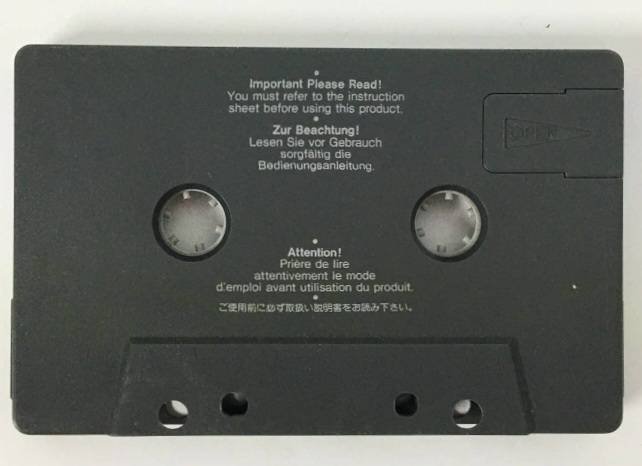 Important Please Read!
You must refer to the instruction
sheet before using this product.
Zur Beachtung!
Lesen Sie vor Gebrauch
sorgfältig die
Bedienungsanleitung.
OPEN
Attention!
Prière de lire
attentivement le mode
d'emploi avant utilisation du produit.
ご使用前に必ず取扱い説明書をお読み下さい。